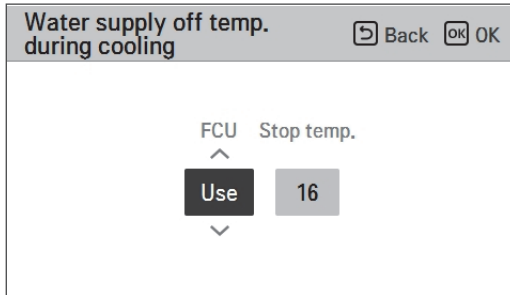 Water supply off temp.
during cooling
Back OK OK
FCU Stop temp.
Use 16